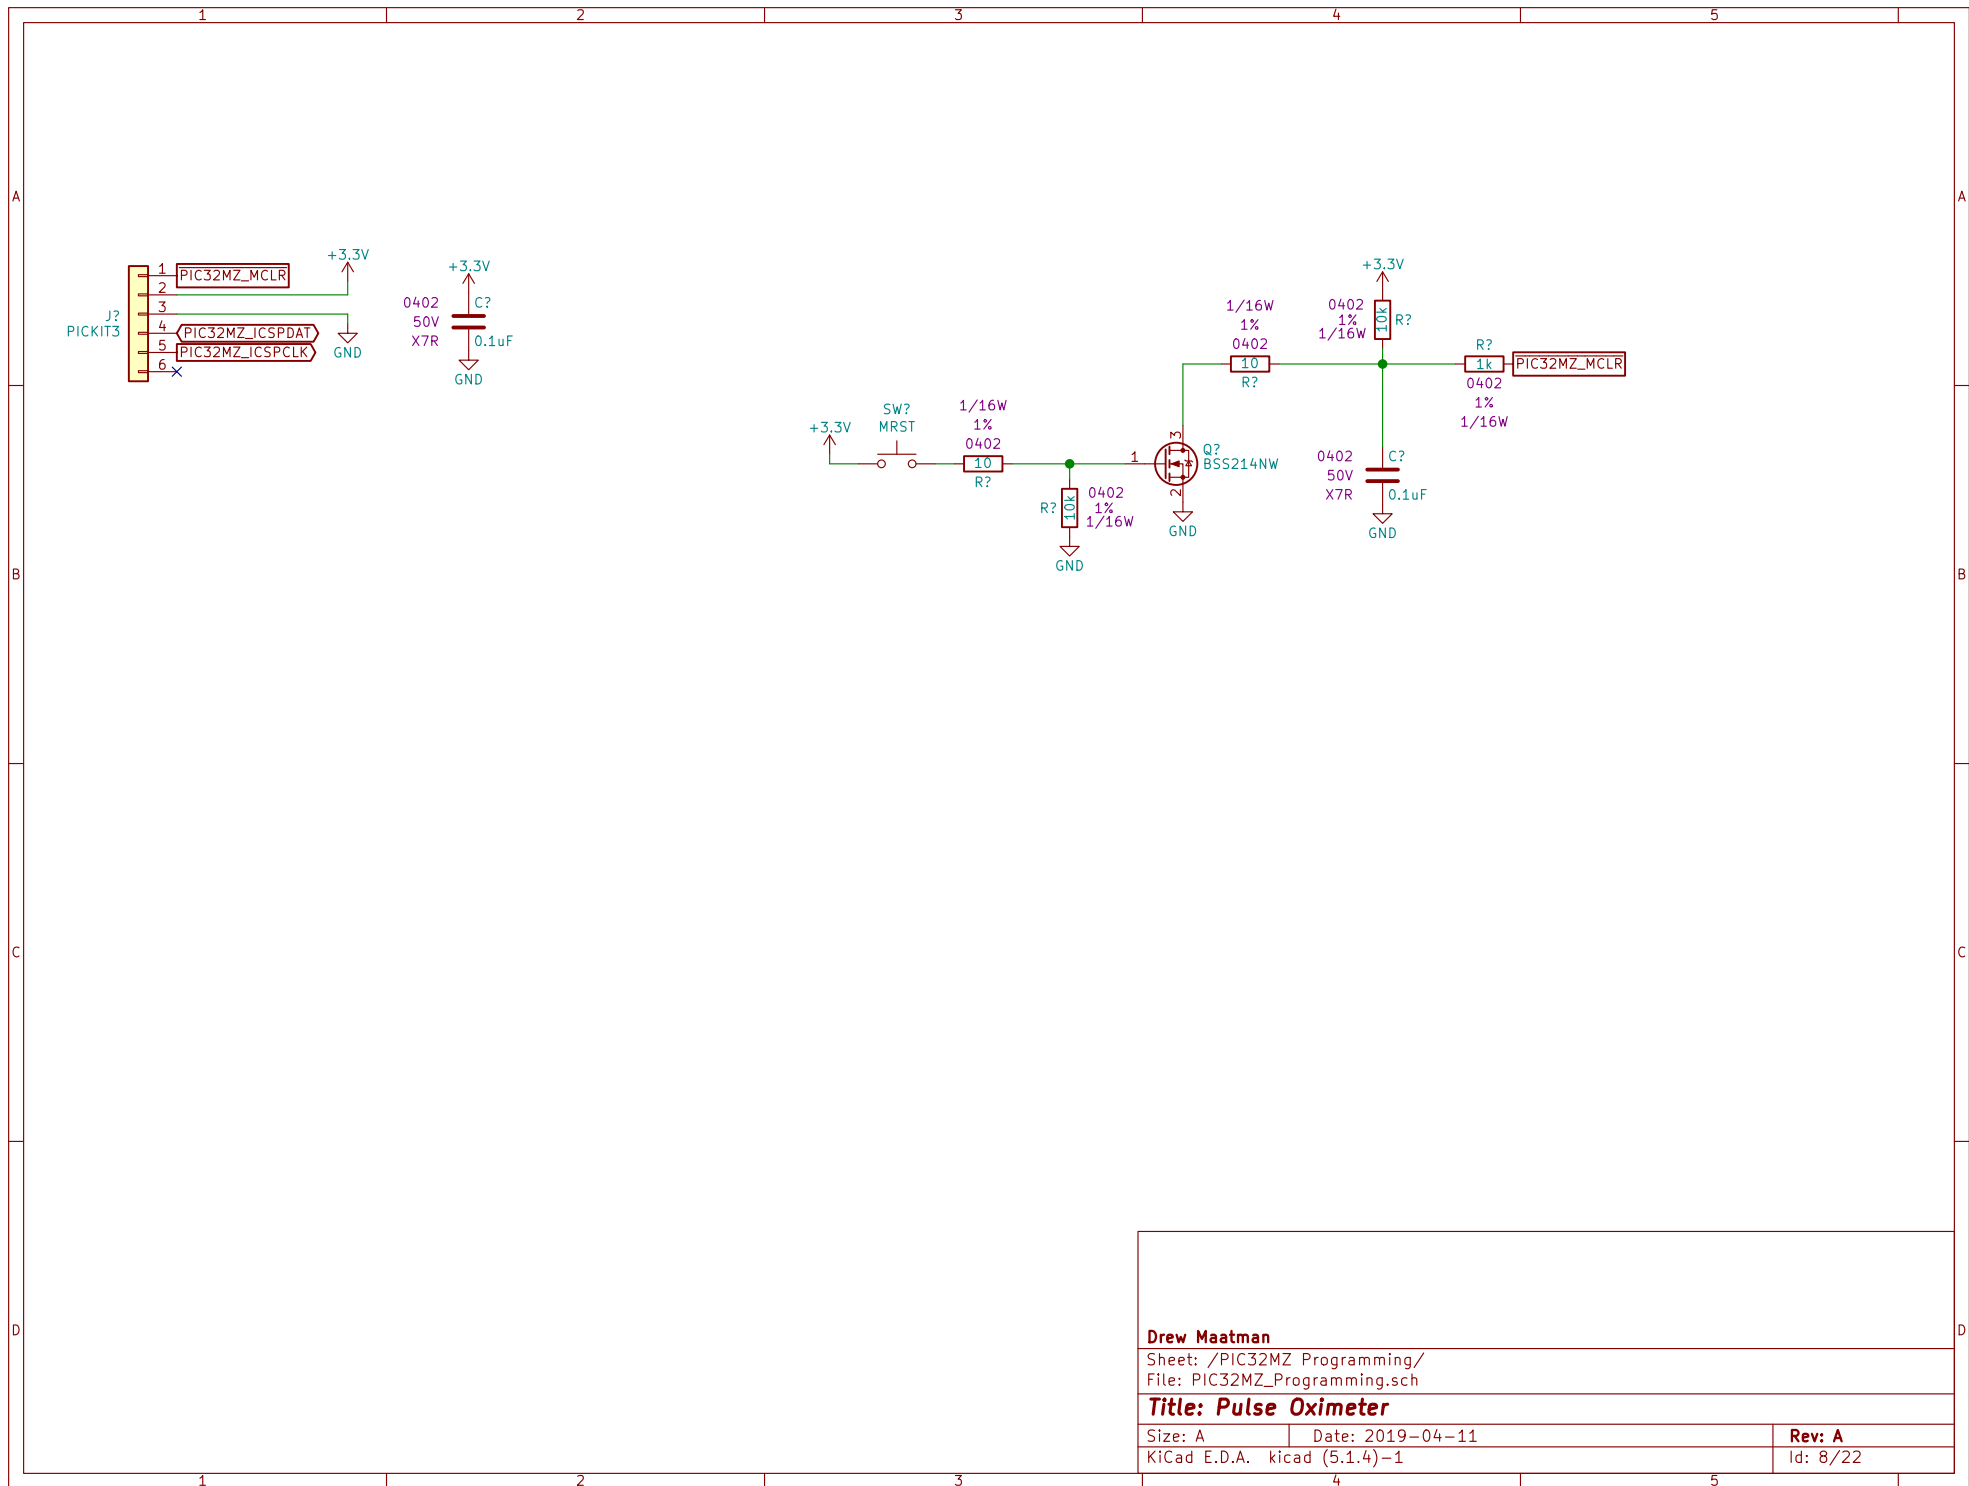 1 2 3 4 5
A A
+3.3V
1 PIC32MZ_MCLR
2
3
J?
PICKIT3
4 PIC32MZ_ICSPDAT
5 PIC32MZ_ICSPCLK
6
GND
+3.3V
0402 C?
50V
X7R 0.1uF
GND
+3.3V
SW?
MRST
1/16W
1%
0402
10
R?
R? 10k
0402
1%
1/16W
GND
1
3
2
Q?
BSS214NW
GND
1/16W
1%
0402
10
R?
+3.3V
0402
1%
1/16W
10k R?
R?
1k PIC32MZ_MCLR
0402
1%
1/16W
0402 C?
50V
X7R 0.1uF
GND
B B
C C
D D
Drew Maatman
Sheet: /PIC32MZ Programming/
File: PIC32MZ_Programming.sch
Title: Pulse Oximeter
Size: A Date: 2019-04-11 Rev: A
KiCad E.D.A. kicad (5.1.4)-1 Id: 8/22
1 2 3 4 5